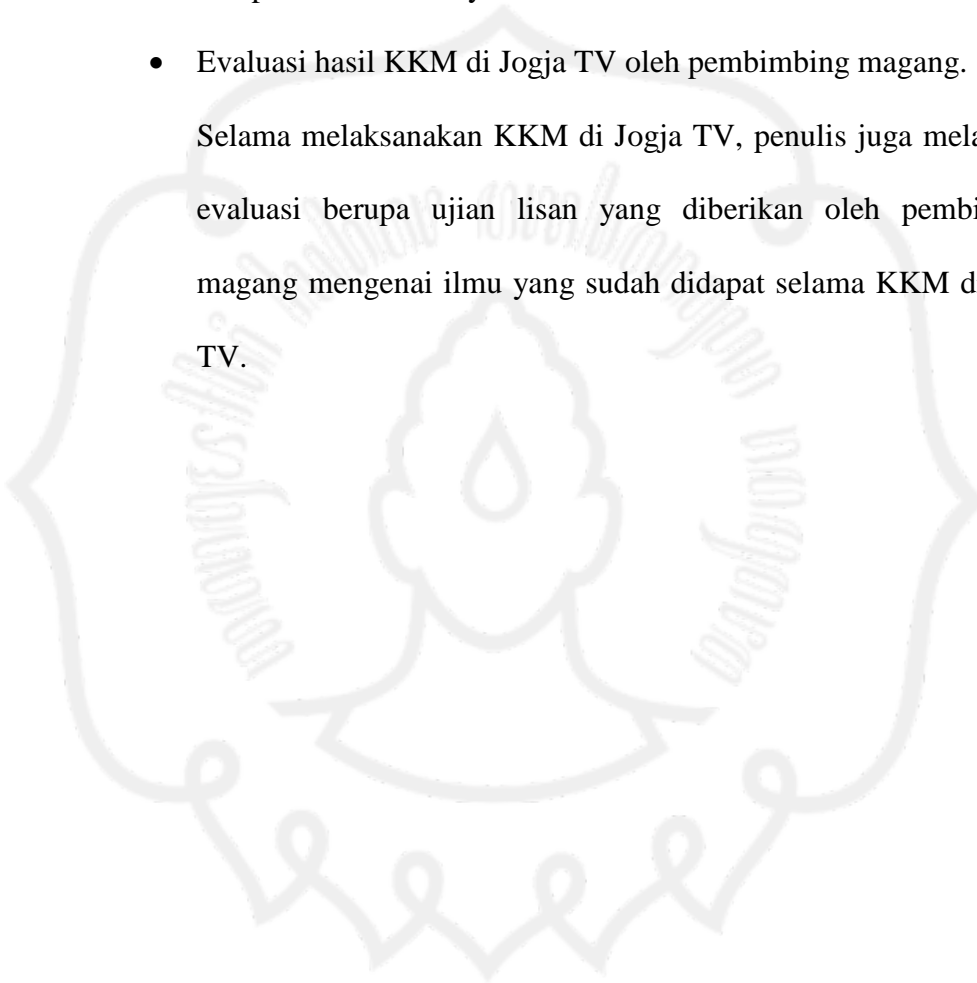 • Evaluasi hasil KKM di Jogja TV oleh pembimbing magang.
Selama melaksanakan KKM di Jogja TV, penulis juga mela
evaluasi berupa ujian lisan yang diberikan oleh pembi
magang mengenai ilmu yang sudah didapat selama KKM d
TV.